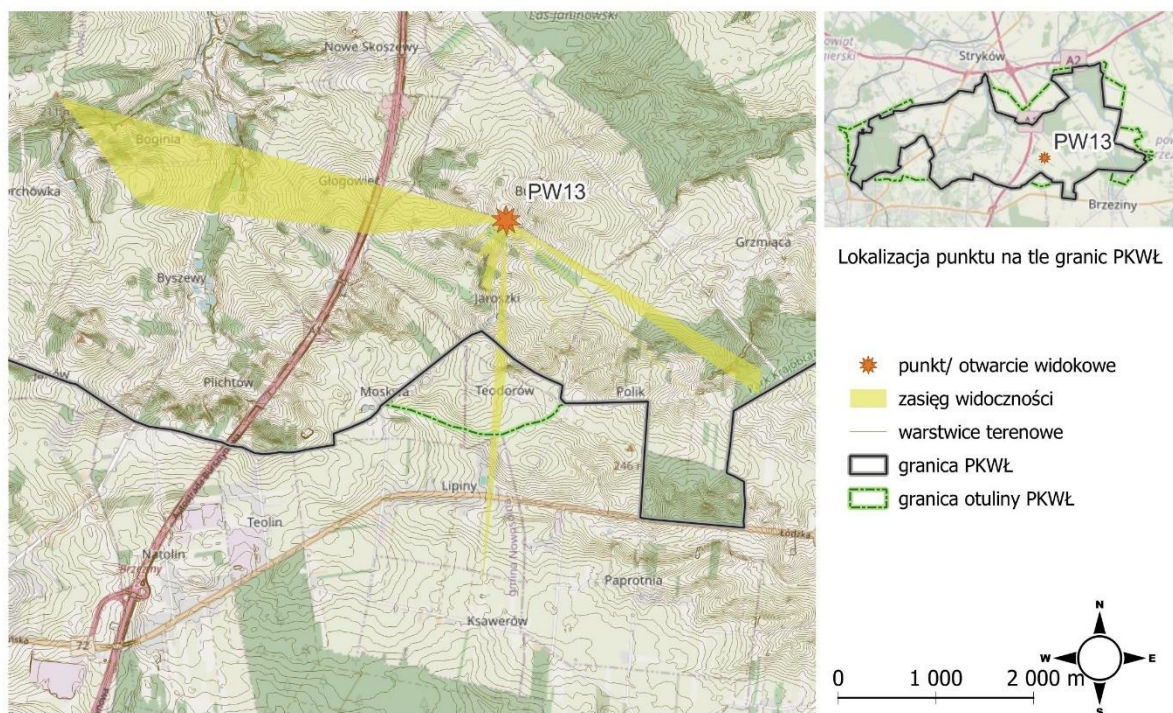 Las Janinowski
Nowe Skoszewy
Boginia
Głogowiec
PW13
Grzmiąca
Byszewy
Jaroszki
Plichtów
Moskwa
Teodorów
Polik
246 m
Lipiny
Teolin
Natolin
Brzeziny
Łódzka
Paprotnia
Ksawerów
72
Stryków
A2
PW13
Brzeziny
Lokalizacja punktu na tle granic PKWŁ
punkt/ otwarcie widokowe
zasięg widoczności
warstwice terenowe
granica PKWŁ
granica otuliny PKWŁ
N
W E
S
0 1 000 2 000 m